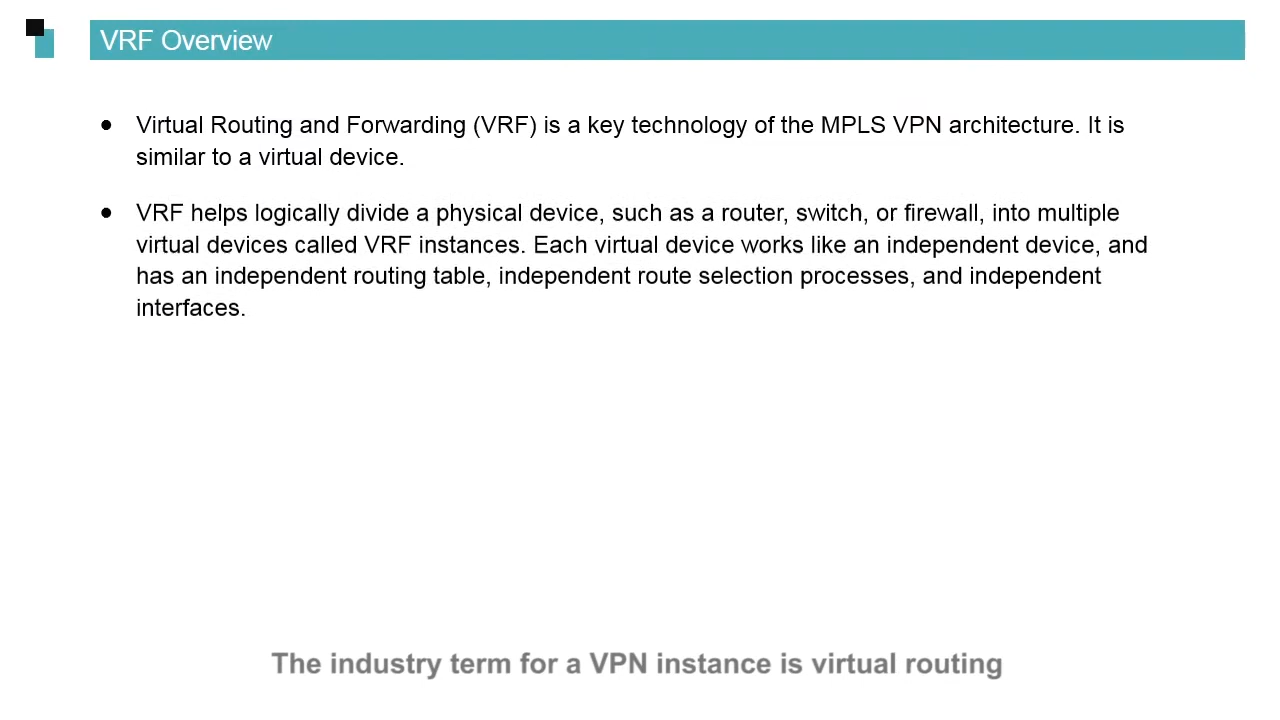 VRF Overview
● Virtual Routing and Forwarding (VRF) is a key technology of the MPLS VPN architecture. It is
similar to a virtual device.
● VRF helps logically divide a physical device, such as a router, switch, or firewall, into multiple
virtual devices called VRF instances. Each virtual device works like an independent device, and
has an independent routing table, independent route selection processes, and independent
interfaces.
The industry term for a VPN instance is virtual routing